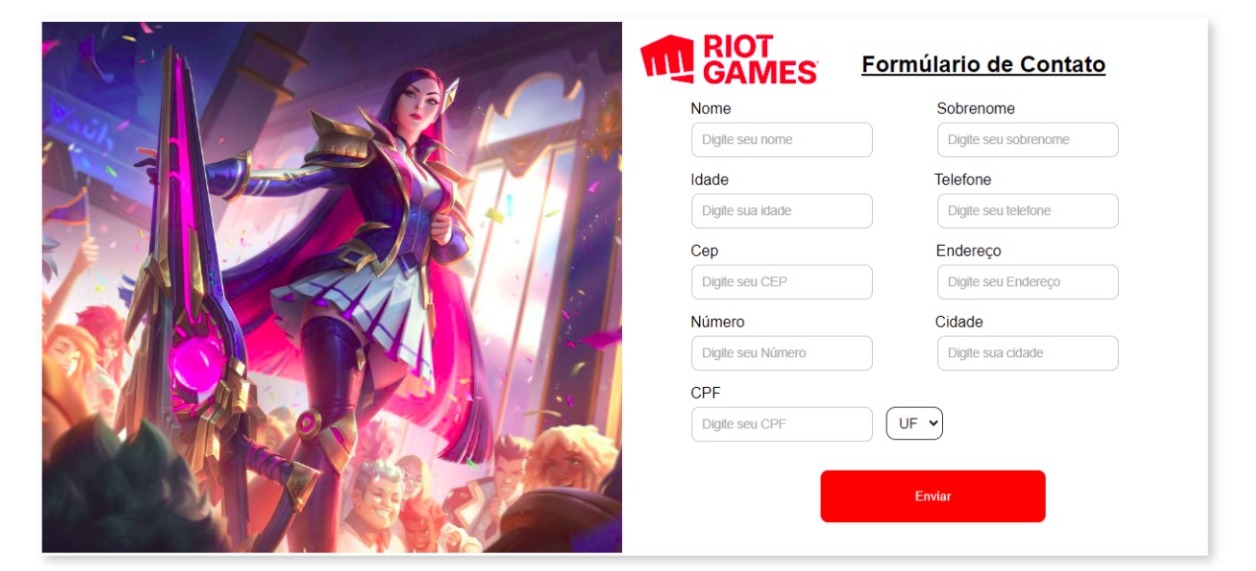 RIOT
GAMES
Formúlario de Contato
Nome
Sobrenome
Digite seu nome
Digite seu sobrenome
Idade
Telefone
Digite sua idade
Digite seu telefone
Cep
Endereço
Digite seu CEP
Digite seu Endereço
Número
Cidade
Digite seu Número
Digite sua cidade
CPF
Digite seu CPF
UF
Enviar